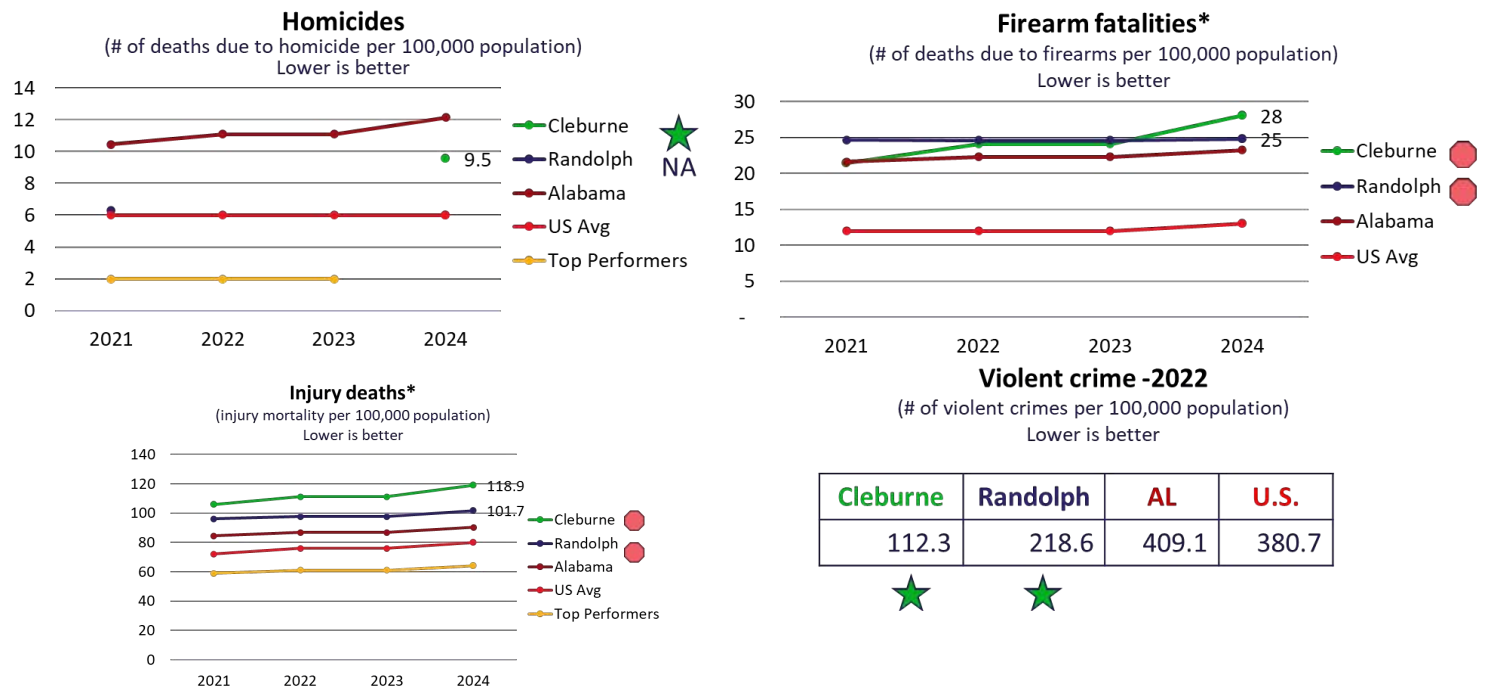 Homicides
(# of deaths due to homicide per 100,000 population)
Lower is better
14
12
10
8
6
4
2
0
9.5
2021
2022
2023
2024
Cleburne
Randolph
Alabama
US Avg
Top Performers
NA
Firearm fatalities*
(# of deaths due to firearms per 100,000 population)
Lower is better
30
25
20
15
10
5
-
28
25
2021
2022
2023
2024
Cleburne
Randolph
Alabama
US Avg
Injury deaths*
(injury mortality per 100,000 population)
Lower is better
140
120
100
80
60
40
20
0
118.9
101.7
2021
2022
2023
2024
Cleburne
Randolph
Alabama
US Avg
Top Performers
Violent crime -2022
(# of violent crimes per 100,000 population)
Lower is better
Cleburne Randolph AL U.S.
112.3 218.6 409.1 380.7